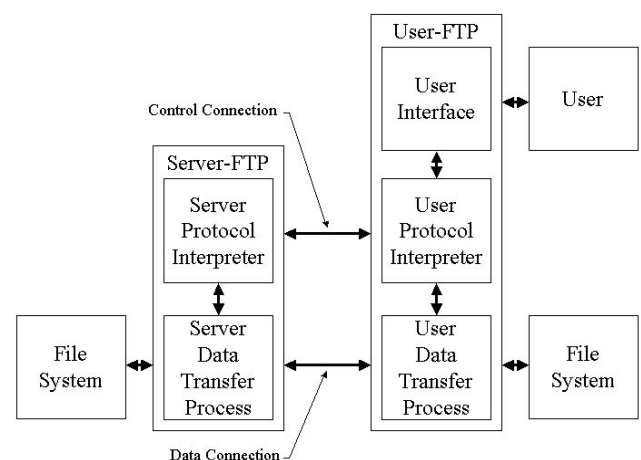 User-FTP
User
Interface
User
Control Connection
Server-FTP
Server
Protocol
Interpreter
User
Protocol
Interpreter
File
System
Server
Data
Transfer
Process
User
Data
Transfer
Process
File
System
Data Connection